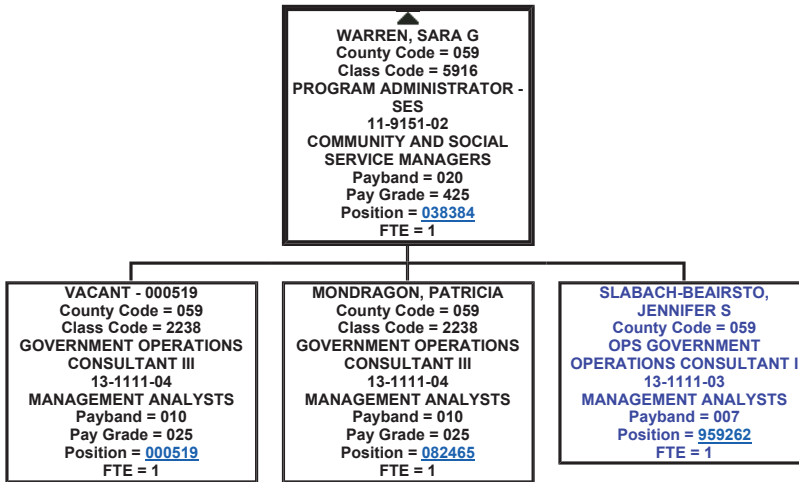 WARREN, SARA G
County Code = 059
Class Code = 5916
PROGRAM ADMINISTRATOR -
SES
11-9151-02
COMMUNITY AND SOCIAL
SERVICE MANAGERS
Payband = 020
Pay Grade = 425
Position = 038384
FTE = 1
VACANT - 000519
County Code = 059
Class Code = 2238
GOVERNMENT OPERATIONS
CONSULTANT III
13-1111-04
MANAGEMENT ANALYSTS
Payband = 010
Pay Grade = 025
Position = 000519
FTE = 1
MONDRAGON, PATRICIA
County Code = 059
Class Code = 2238
GOVERNMENT OPERATIONS
CONSULTANT III
13-1111-04
MANAGEMENT ANALYSTS
Payband = 010
Pay Grade = 025
Position = 082465
FTE = 1
SLABACH-BEAIRSTO,
JENNIFER S
County Code = 059
OPS GOVERNMENT
OPERATIONS CONSULTANT I
13-1111-03
MANAGEMENT ANALYSTS
Payband = 007
Position = 959262
FTE = 1